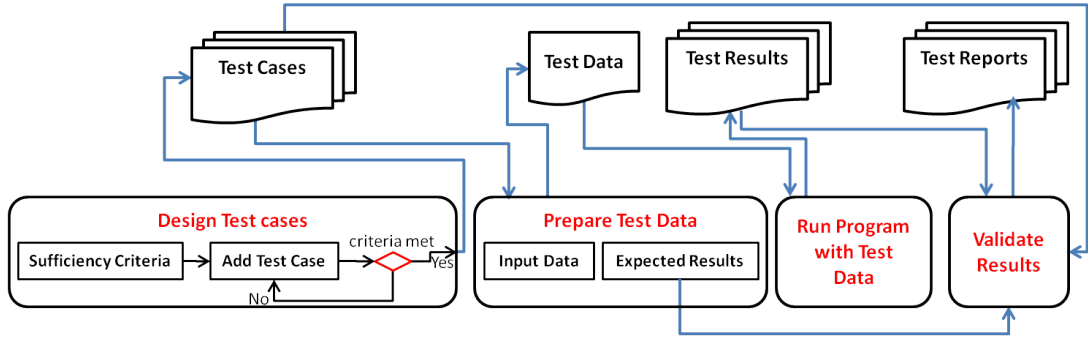 Test Cases
Test Data
Test Results
Test Reports
Design Test cases
Sufficiency Criteria
Add Test Case
criteria met
Yes
No
Prepare Test Data
Input Data
Expected Results
Run Program
with Test
Data
Validate
Results